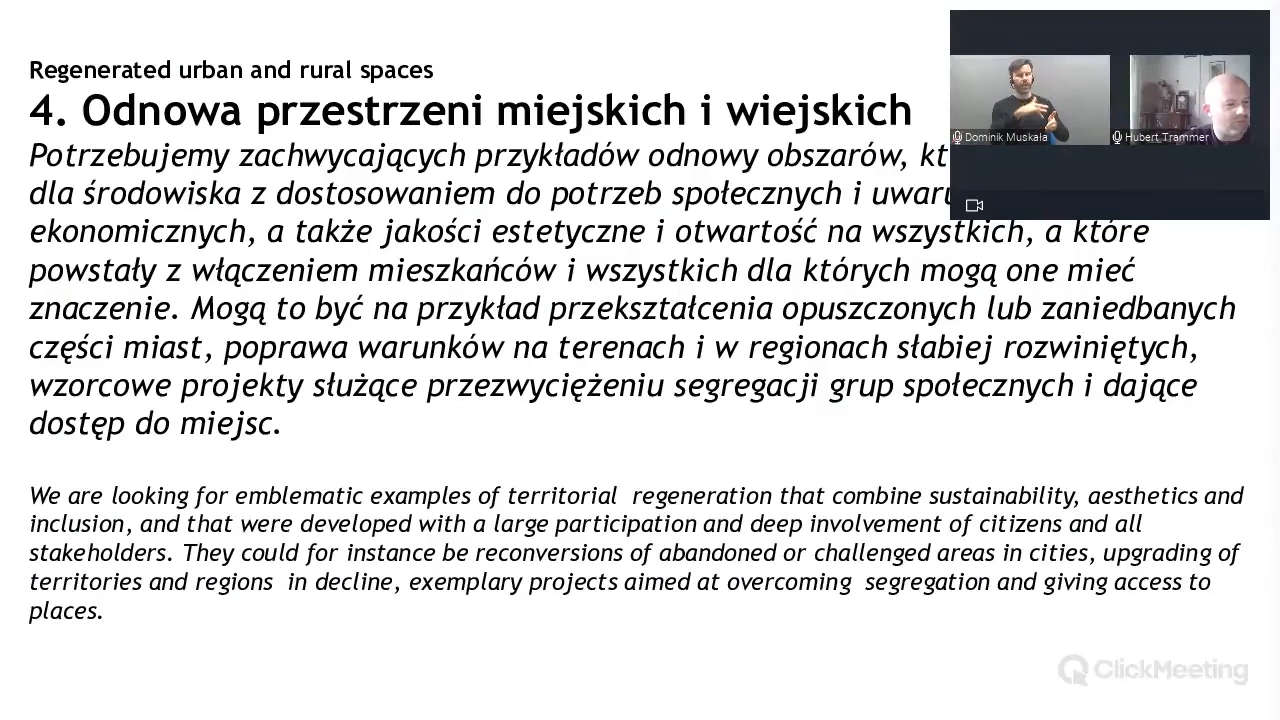 Regenerated urban and rural spaces
4. Odnowa przestrzeni miejskich i wiejskich
Potrzebujemy zachwycających przykładów odnowy obszarów,
dla środowiska z dostosowaniem do potrzeb społecznych i
ekonomicznych, a także jakości estetyczne i otwartość na wszystkich, a które
powstały z włączeniem mieszkańców i wszystkich dla których mogą one mieć
znaczenie. Mogą to być na przykład przekształcenia opuszczonych lub zaniedbanych
części miast, poprawa warunków na terenach i w regionach słabiej rozwiniętych,
wzorcowe projekty służące przezwyciężeniu segregacji grup społecznych i dające
dostęp do miejsc.
We are looking for emblematic examples of territorial regeneration that combine sustainability, aesthetics and
inclusion, and that were developed with a large participation and deep involvement of citizens and all
stakeholders. They could for instance be reconversions of abandoned or challenged areas in cities, upgrading of
territories and regions in decline, exemplary projects aimed at overcoming segregation and giving access to
places.
Dominik Muskała
Hubert Trammer
ClickMeeting